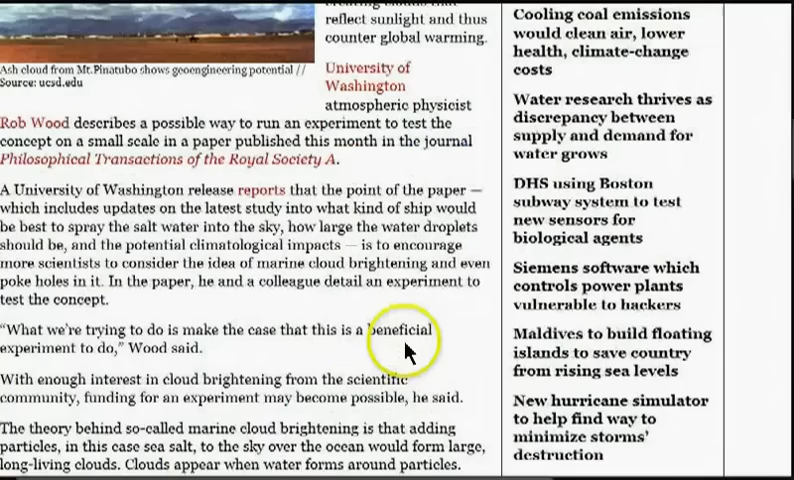 reflect sunlight and thus
counter global warming.
Ash cloud from Mt.Pinatubo shows geoengineering potential //
Source: ucsd.edu
University of
Washington
atmospheric physicist
Rob Wood describes a possible way to run an experiment to test the
concept on a small scale in a paper published this month in the journal
Philosophical Transactions of the Royal Society A.
A University of Washington release reports that the point of the paper —
which includes updates on the latest study into what kind of ship would
be best to spray the salt water into the sky, how large the water droplets
should be, and the potential climatological impacts — is to encourage
more scientists to consider the idea of marine cloud brightening and even
poke holes in it. In the paper, he and a colleague detail an experiment to
test the concept.
“What we’re trying to do is make the case that this is a beneficial
experiment to do,” Wood said.
With enough interest in cloud brightening from the scientific
community, funding for an experiment may become possible, he said.
The theory behind so-called marine cloud brightening is that adding
particles, in this case sea salt, to the sky over the ocean would form large,
long-living clouds. Clouds appear when water forms around particles.
Cooling coal emissions
would clean air, lower
health, climate-change
costs
Water research thrives as
discrepancy between
supply and demand for
water grows
DHS using Boston
subway system to test
new sensors for
biological agents
Siemens software which
controls power plants
vulnerable to hackers
Maldives to build floating
islands to save country
from rising sea levels
New hurricane simulator
to help find way to
minimize storms’
destruction